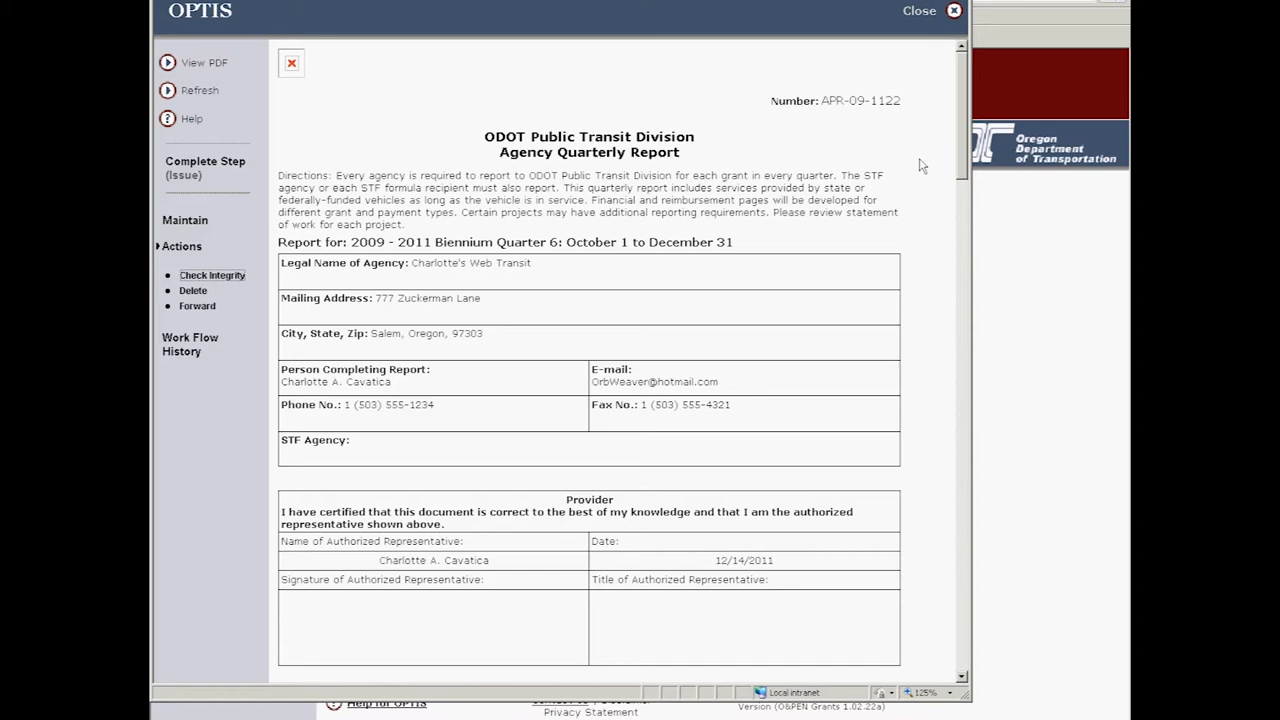 OPTIS
Close
View PDF
Refresh
Help
Complete Step
(Issue)
Maintain
Actions
Check Integrity
Delete
Forward
Work Flow
History
Number: APR-09-1122
ODOT Public Transit Division
Agency Quarterly Report
Directions: Every agency is required to report to ODOT Public Transit Division for each grant in every quarter. The STF
agency or each STF formula recipient must also report. This quarterly report includes services provided by state or
federally-funded vehicles as long as the vehicle is in service. Financial and reimbursement pages will be developed for
different grant and payment types. Certain projects may have additional reporting requirements. Please review statement
of work for each project.
Report for: 2009 - 2011 Biennium Quarter 6: October 1 to December 31
Legal Name of Agency: Charlotte's Web Transit
Mailing Address: 777 Zuckerman Lane
City, State, Zip: Salem, Oregon, 97303
Person Completing Report:
Charlotte A. Cavatica
E-mail:
OrbWeaver@hotmail.com
Phone No.: 1 (503) 555-1234
Fax No.: 1 (503) 555-4321
STF Agency:
Provider
I have certified that this document is correct to the best of my knowledge and that I am the authorized
representative shown above.
Name of Authorized Representative:
Date:
Charlotte A. Cavatica
12/14/2011
Signature of Authorized Representative:
Title of Authorized Representative:
Oregon
Department
of Transportation
Local intranet
125%
Help for OPTIS
Privacy Statement
Version (O&PEN Grants 1.02.22a)